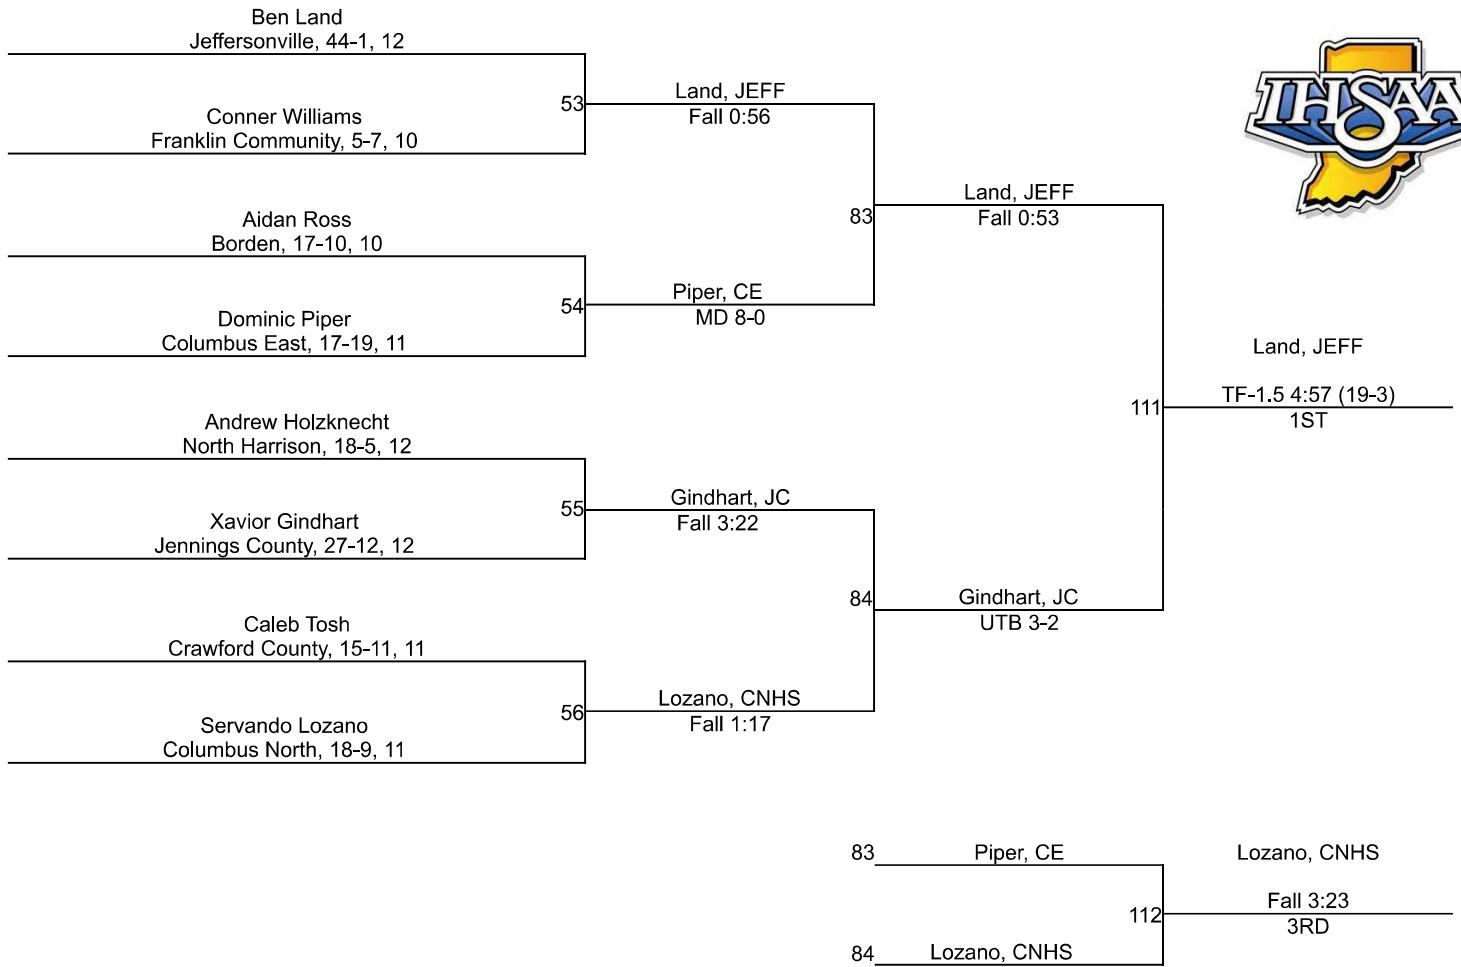 Ben Land
Jeffersonville, 44-1, 12
53
Conner Williams
Franklin Community, 5-7, 10
Land, JEFF
Fall 0:56
IHSAA
83
Land, JEFF
Fall 0:53
Aidan Ross
Borden, 17-10, 10
54
Dominic Piper
Columbus East, 17-19, 11
Piper, CE
MD 8-0
111
Land, JEFF
TF-1.5 4:57 (19-3)
1ST
Andrew Holzknecht
North Harrison, 18-5, 12
55
Xavior Gindhart
Jennings County, 27-12, 12
Gindhart, JC
Fall 3:22
84
Gindhart, JC
UTB 3-2
Caleb Tosh
Crawford County, 15-11, 11
56
Servando Lozano
Columbus North, 18-9, 11
Lozano, CNHS
Fall 1:17
83
Piper, CE
112
84
Lozano, CNHS
Lozano, CNHS
Fall 3:23
3RD